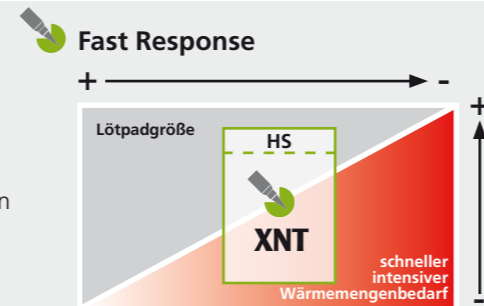 Fast Response
+ -
Lötpadgröße
HS
XNT
schneller
intensiver
Wärmemengenbedarf
+
-
n